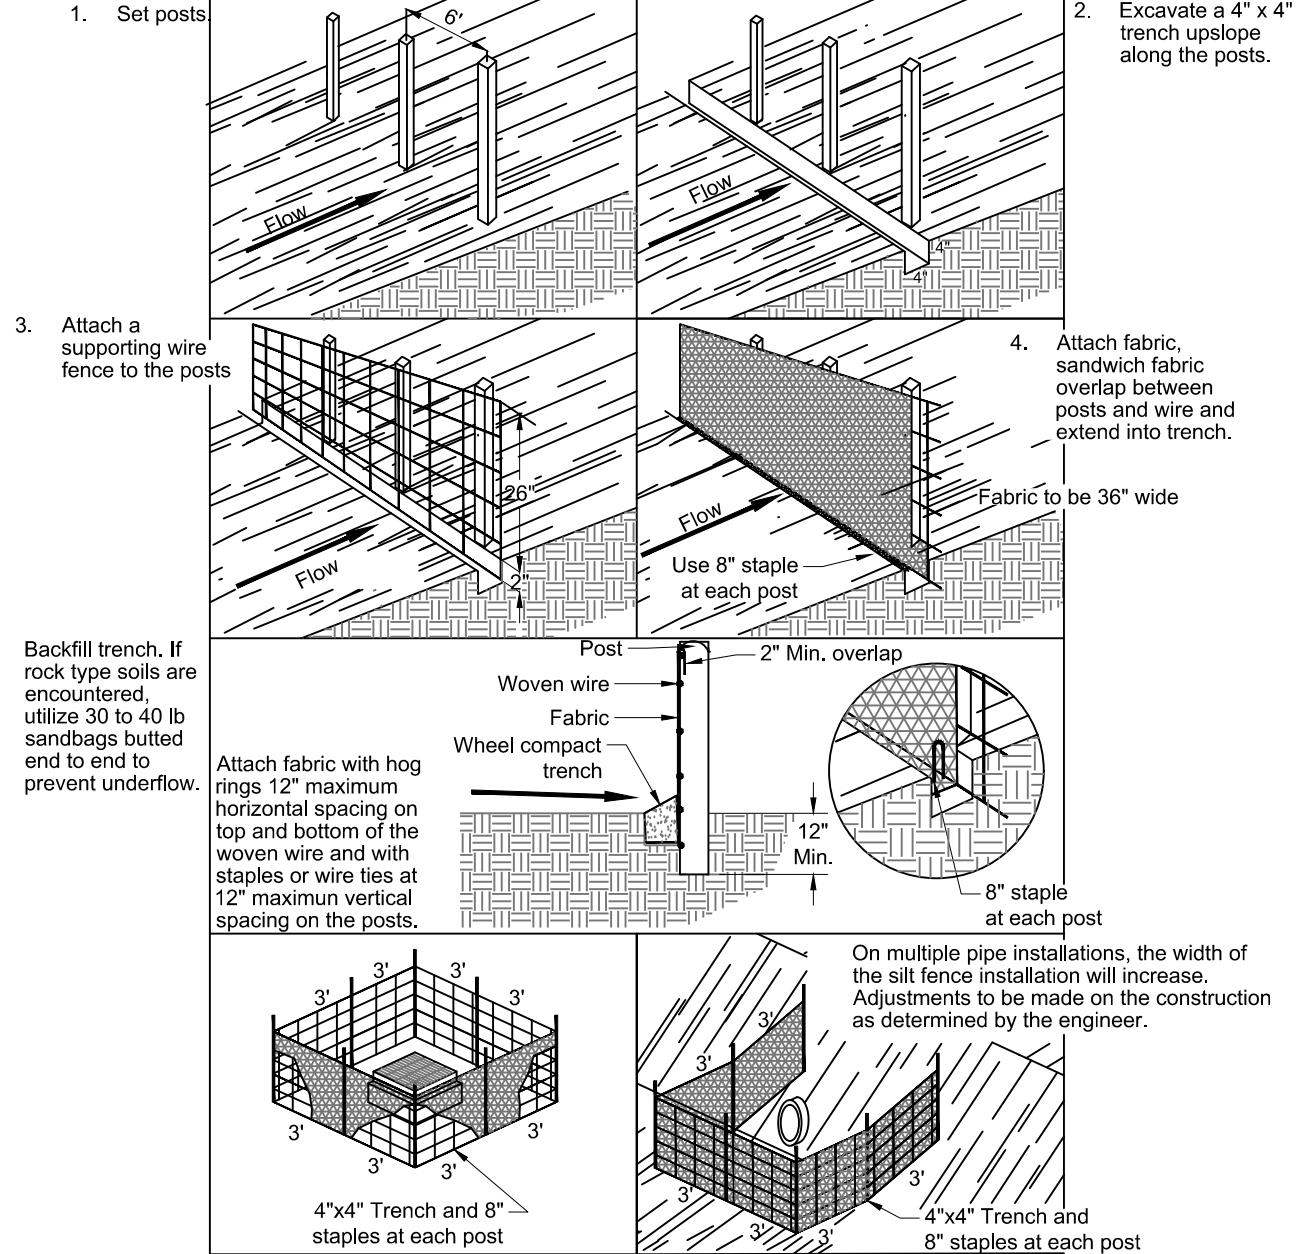 1. Set posts.
6'
Flow
2. Excavate a 4" x 4"
trench upslope
along the posts.
Flow
4"
4"
3. Attach a
supporting wire
fence to the posts
26"
2"
Flow
4. Attach fabric,
sandwich fabric
overlap between
posts and wire and
extend into trench.
Fabric to be 36" wide
Flow
Use 8" staple
at each post
Backfill trench. If
rock type soils are
encountered,
utilize 30 to 40 lb
sandbags butted
end to end to
prevent underflow.
Attach fabric with hog
rings 12" maximum
horizontal spacing on
top and bottom of the
woven wire and with
staples or wire ties at
12" maximun vertical
spacing on the posts.
Post
2" Min. overlap
Woven wire
Fabric
Wheel compact
trench
12"
Min.
8" staple
at each post
3'
3'
3'
3'
3'
3'
3'
3'
4"x4" Trench and 8"
staples at each post
On multiple pipe installations, the width of
the silt fence installation will increase.
Adjustments to be made on the construction
as determined by the engineer.
3'
3'
3'
3'
3'
3'
4"x4" Trench and
8" staples at each post